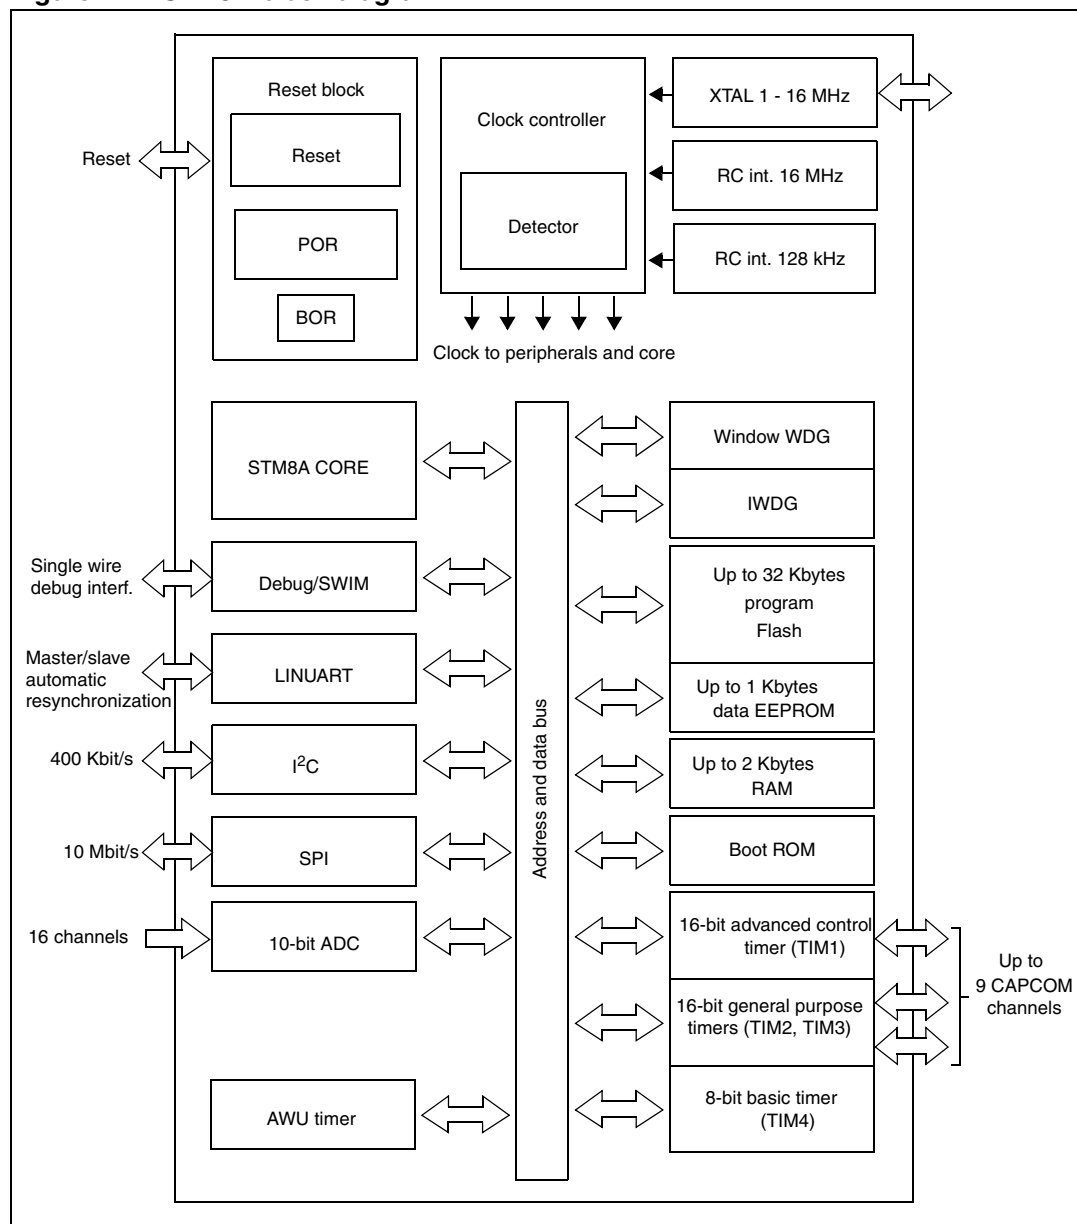 Reset block
Reset
POR
BOR
Reset
Clock controller
Detector
XTAL 1 - 16 MHz
RC int. 16 MHz
RC int. 128 kHz
Clock to peripherals and core
STM8A CORE
Single wire
debug interf.
Debug/SWIM
Master/slave
automatic
resynchronization
LINUART
400 Kbit/s
I²C
10 Mbit/s
SPI
16 channels
10-bit ADC
AWU timer
Address and data bus
Window WDG
IWDG
Up to 32 Kbytes
program
Flash
Up to 1 Kbytes
data EEPROM
Up to 2 Kbytes
RAM
Boot ROM
16-bit advanced control
timer (TIM1)
16-bit general purpose
timers (TIM2, TIM3)
8-bit basic timer
(TIM4)
Up to
9 CAPCOM
channels